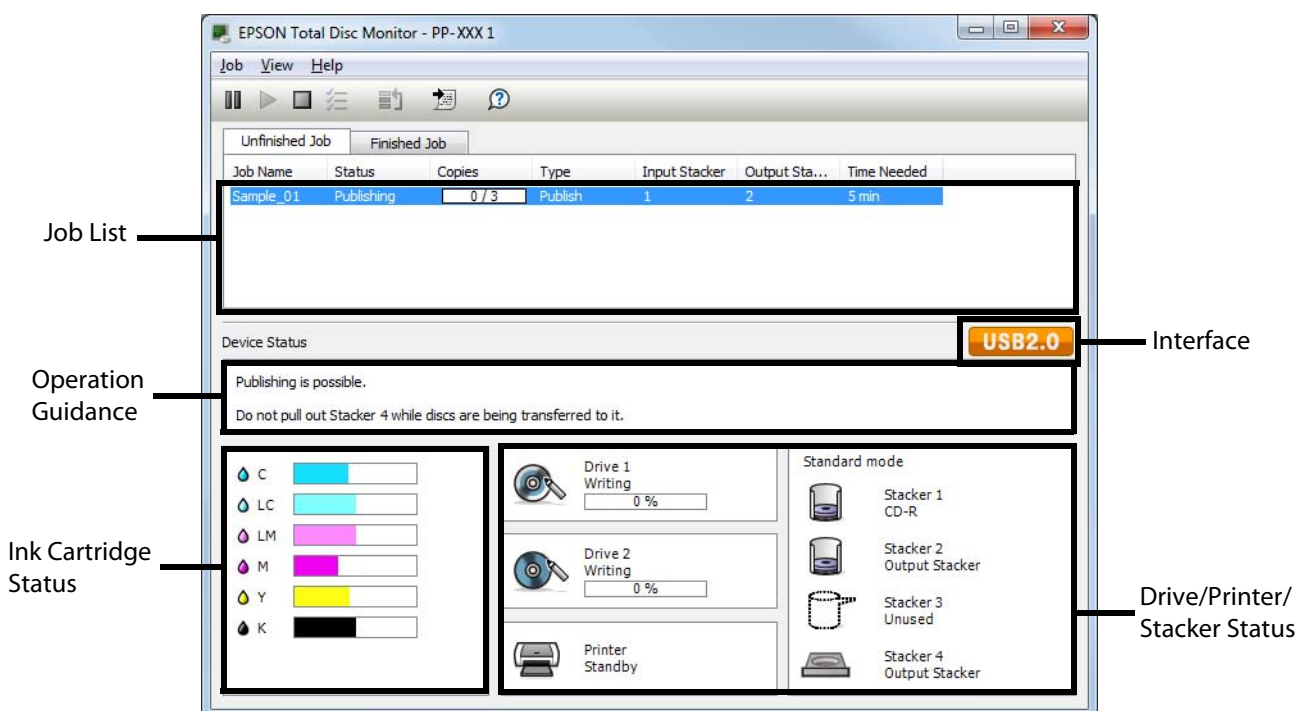 EPSON Total Disc Monitor - PP-XXX 1
Job View Help
Unfinished Job Finished Job
Job Name Status Copies Type Input Stacker Output Sta... Time Needed
Sample_01 Publishing 0 / 3 Publish 1 2 5 min
Job List
Device Status
USB2.0
Interface
Operation
Guidance
Publishing is possible.
Do not pull out Stacker 4 while discs are being transferred to it.
Ink Cartridge
Status
C
LC
LM
M
Y
K
Drive 1
Writing
0 %
Drive 2
Writing
0 %
Printer
Standby
Standard mode
Stacker 1
CD-R
Stacker 2
Output Stacker
Stacker 3
Unused
Stacker 4
Output Stacker
Drive/Printer/
Stacker Status